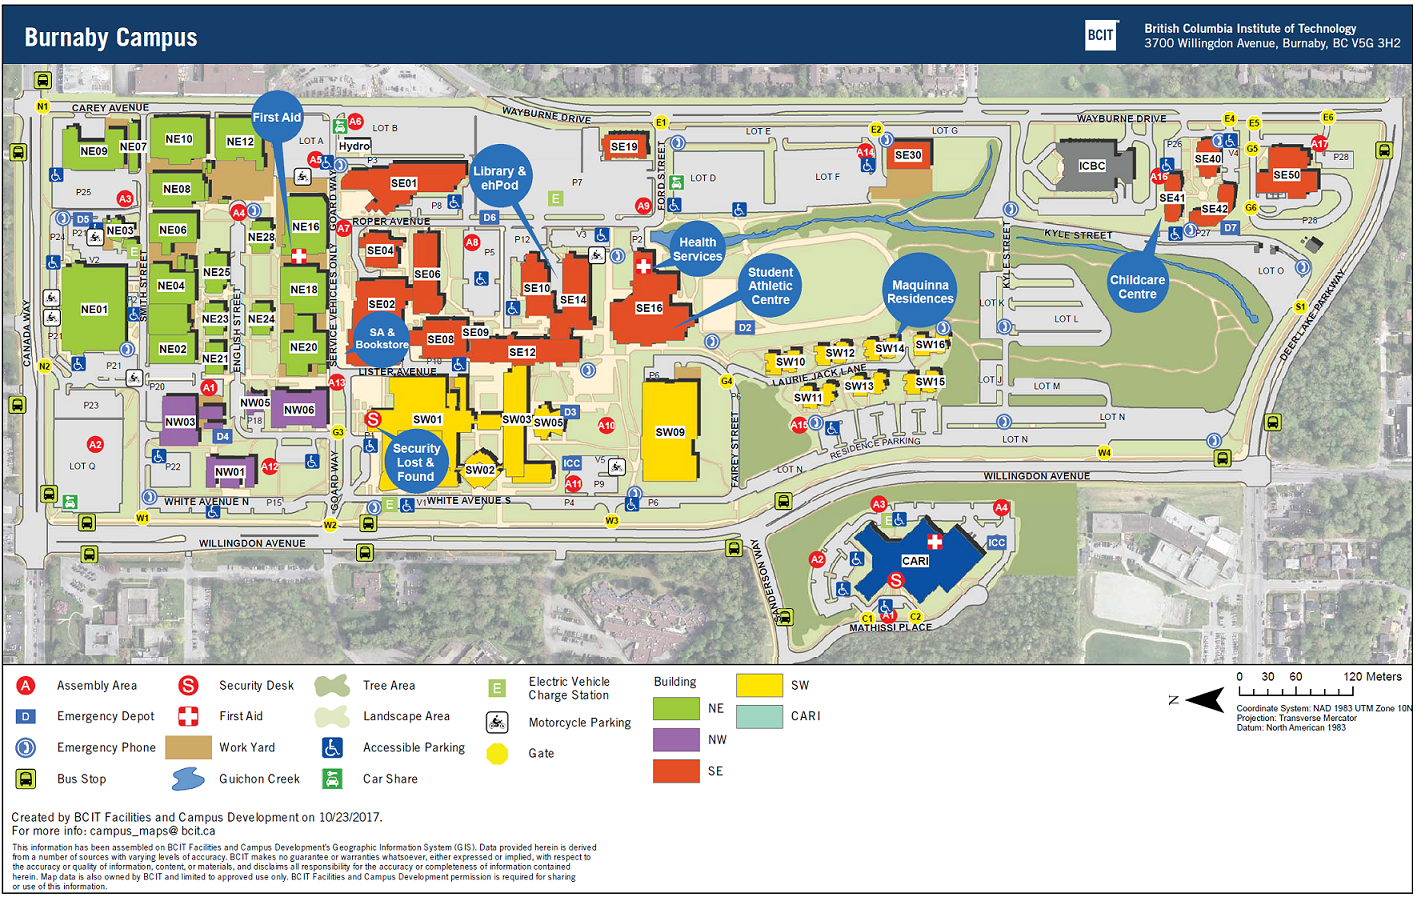 Burnaby Campus
BCIT
British Columbia Institute of Technology
3700 Willingdon Avenue, Burnaby, BC V5G 3H2
N1
CAREY AVENUE
WAYBURNE DRIVE
E1
E2
WAYBURNE DRIVE
E4
E5
E6
First Aid
A6
LOT B
LOT E
LOT G
NE09
NE07
NE10
NE12
LOT A
Hydro
SE19
A14
SE30
ICBC
P26
SE40
V4
G5
A17
P28
A5
P3
Library &
ehPod
P7
E
FORD STREET
LOT D
LOT F
A16
SE50
P25
A3
NE08
GOARD WAY
SE01
P8
D6
A9
SE41
SE42
G6
P24
D5
P21
NE03
NE06
A4
NE28
NE16
A7
ROPER AVENUE
P12
V3
P2
Health
Services
KYLE STREET
P27
D7
P28
V2
E
SMITH STREET
NE04
NE25
SE04
SE06
A8
P5
SE10
SE14
SE16
Student
Athletic
Centre
Maquinna
Residences
KYLE STREET
Childcare
Centre
LOT O
NE01
P2
ENGLISH STREET
NE23
NE24
NE18
SERVICE VEHICLES ONLY
SE02
SA &
Bookstore
SE08
SE09
SE12
D2
LOT K
LOT L
S1
DEER LAKE PARKWAY
CANADA WAY
P21
NE02
NE21
NE20
P10
LISTER AVENUE
SW10
SW12
SW14
SW16
N2
P21
P20
A1
A13
P6
G4
LAURIE JACK LANE
SW11
SW13
SW15
LOT J
LOT M
P23
NW03
NW05
NW06
P18
D4
G3
P1
S
SW01
SW03
SW05
D3
A10
SW09
P6
FAIREY STREET
A15
RESIDENCE PARKING
LOT N
LOT N
W4
A2
LOT Q
P22
NW01
A12
GOARD WAY
Security
Lost &
Found
SW02
ICC
V5
A11
P9
LOT N
WILLINGDON AVENUE
WHITE AVENUE N
P15
E
V1
WHITE AVENUE S
P4
P6
W1
W2
W3
WILLINGDON AVENUE
SANDERSON WAY
A3
A4
E
ICC
A2
CARI
S
C1
A1
C2
MATHISSI PLACE
A
Assembly Area
S
Security Desk
Tree Area
E
Electric Vehicle
Charge Station
Building
SW
D
Emergency Depot
First Aid
Landscape Area
Motorcycle Parking
NE
CARI
Emergency Phone
Work Yard
Accessible Parking
Gate
NW
Bus Stop
Guichon Creek
Car Share
SE
N
0 30 60 120 Meters
Coordinate System: NAD 1983 UTM Zone 10N
Projection: Transverse Mercator
Datum: North American 1983
Created by BCIT Facilities and Campus Development on 10/23/2017.
For more info: campus_maps@bcit.ca
This information has been assembled on BCIT Facilities and Campus Development's Geographic Information System (GIS). Data provided herein is derived
from a number of sources with varying levels of accuracy. BCIT makes no guarantee or warranties whatsoever, either expressed or implied, with respect to
the accuracy or quality of information, content, or materials, and disclaims all responsibility for the accuracy or completeness of information contained
herein. Map data is also owned by BCIT and limited to approved use only. BCIT Facilities and Campus Development permission is required for sharing
or use of this information.